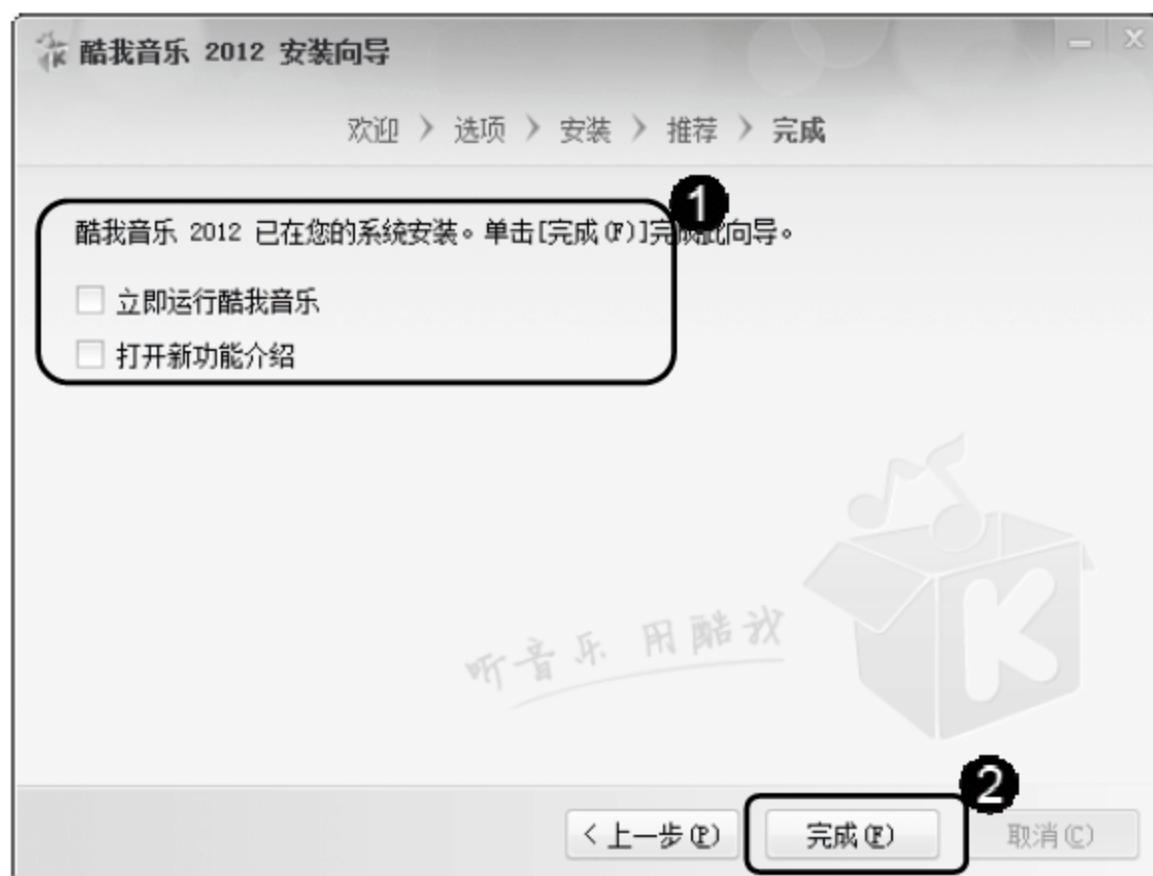 酷我音乐 2012 安装向导
欢迎 > 选项 > 安装 > 推荐 > 完成
1
酷我音乐 2012 已在您的系统安装。单击[完成(F)]完成此向导。
立即运行酷我音乐
打开新功能介绍
听音乐 用酷我
K
2
<上一步(P) 完成(F) 取消(C)